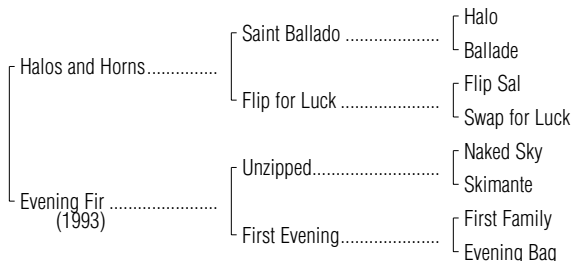 Halo
Saint Ballado ....................
Ballade
Halos and Horns...............
Flip Sal
Flip for Luck .....................
Swap for Luck
Naked Sky
Unzipped...........................
Skimante
Evening Fir .......................
(1993)
First Family
First Evening.....................
Evening Bag